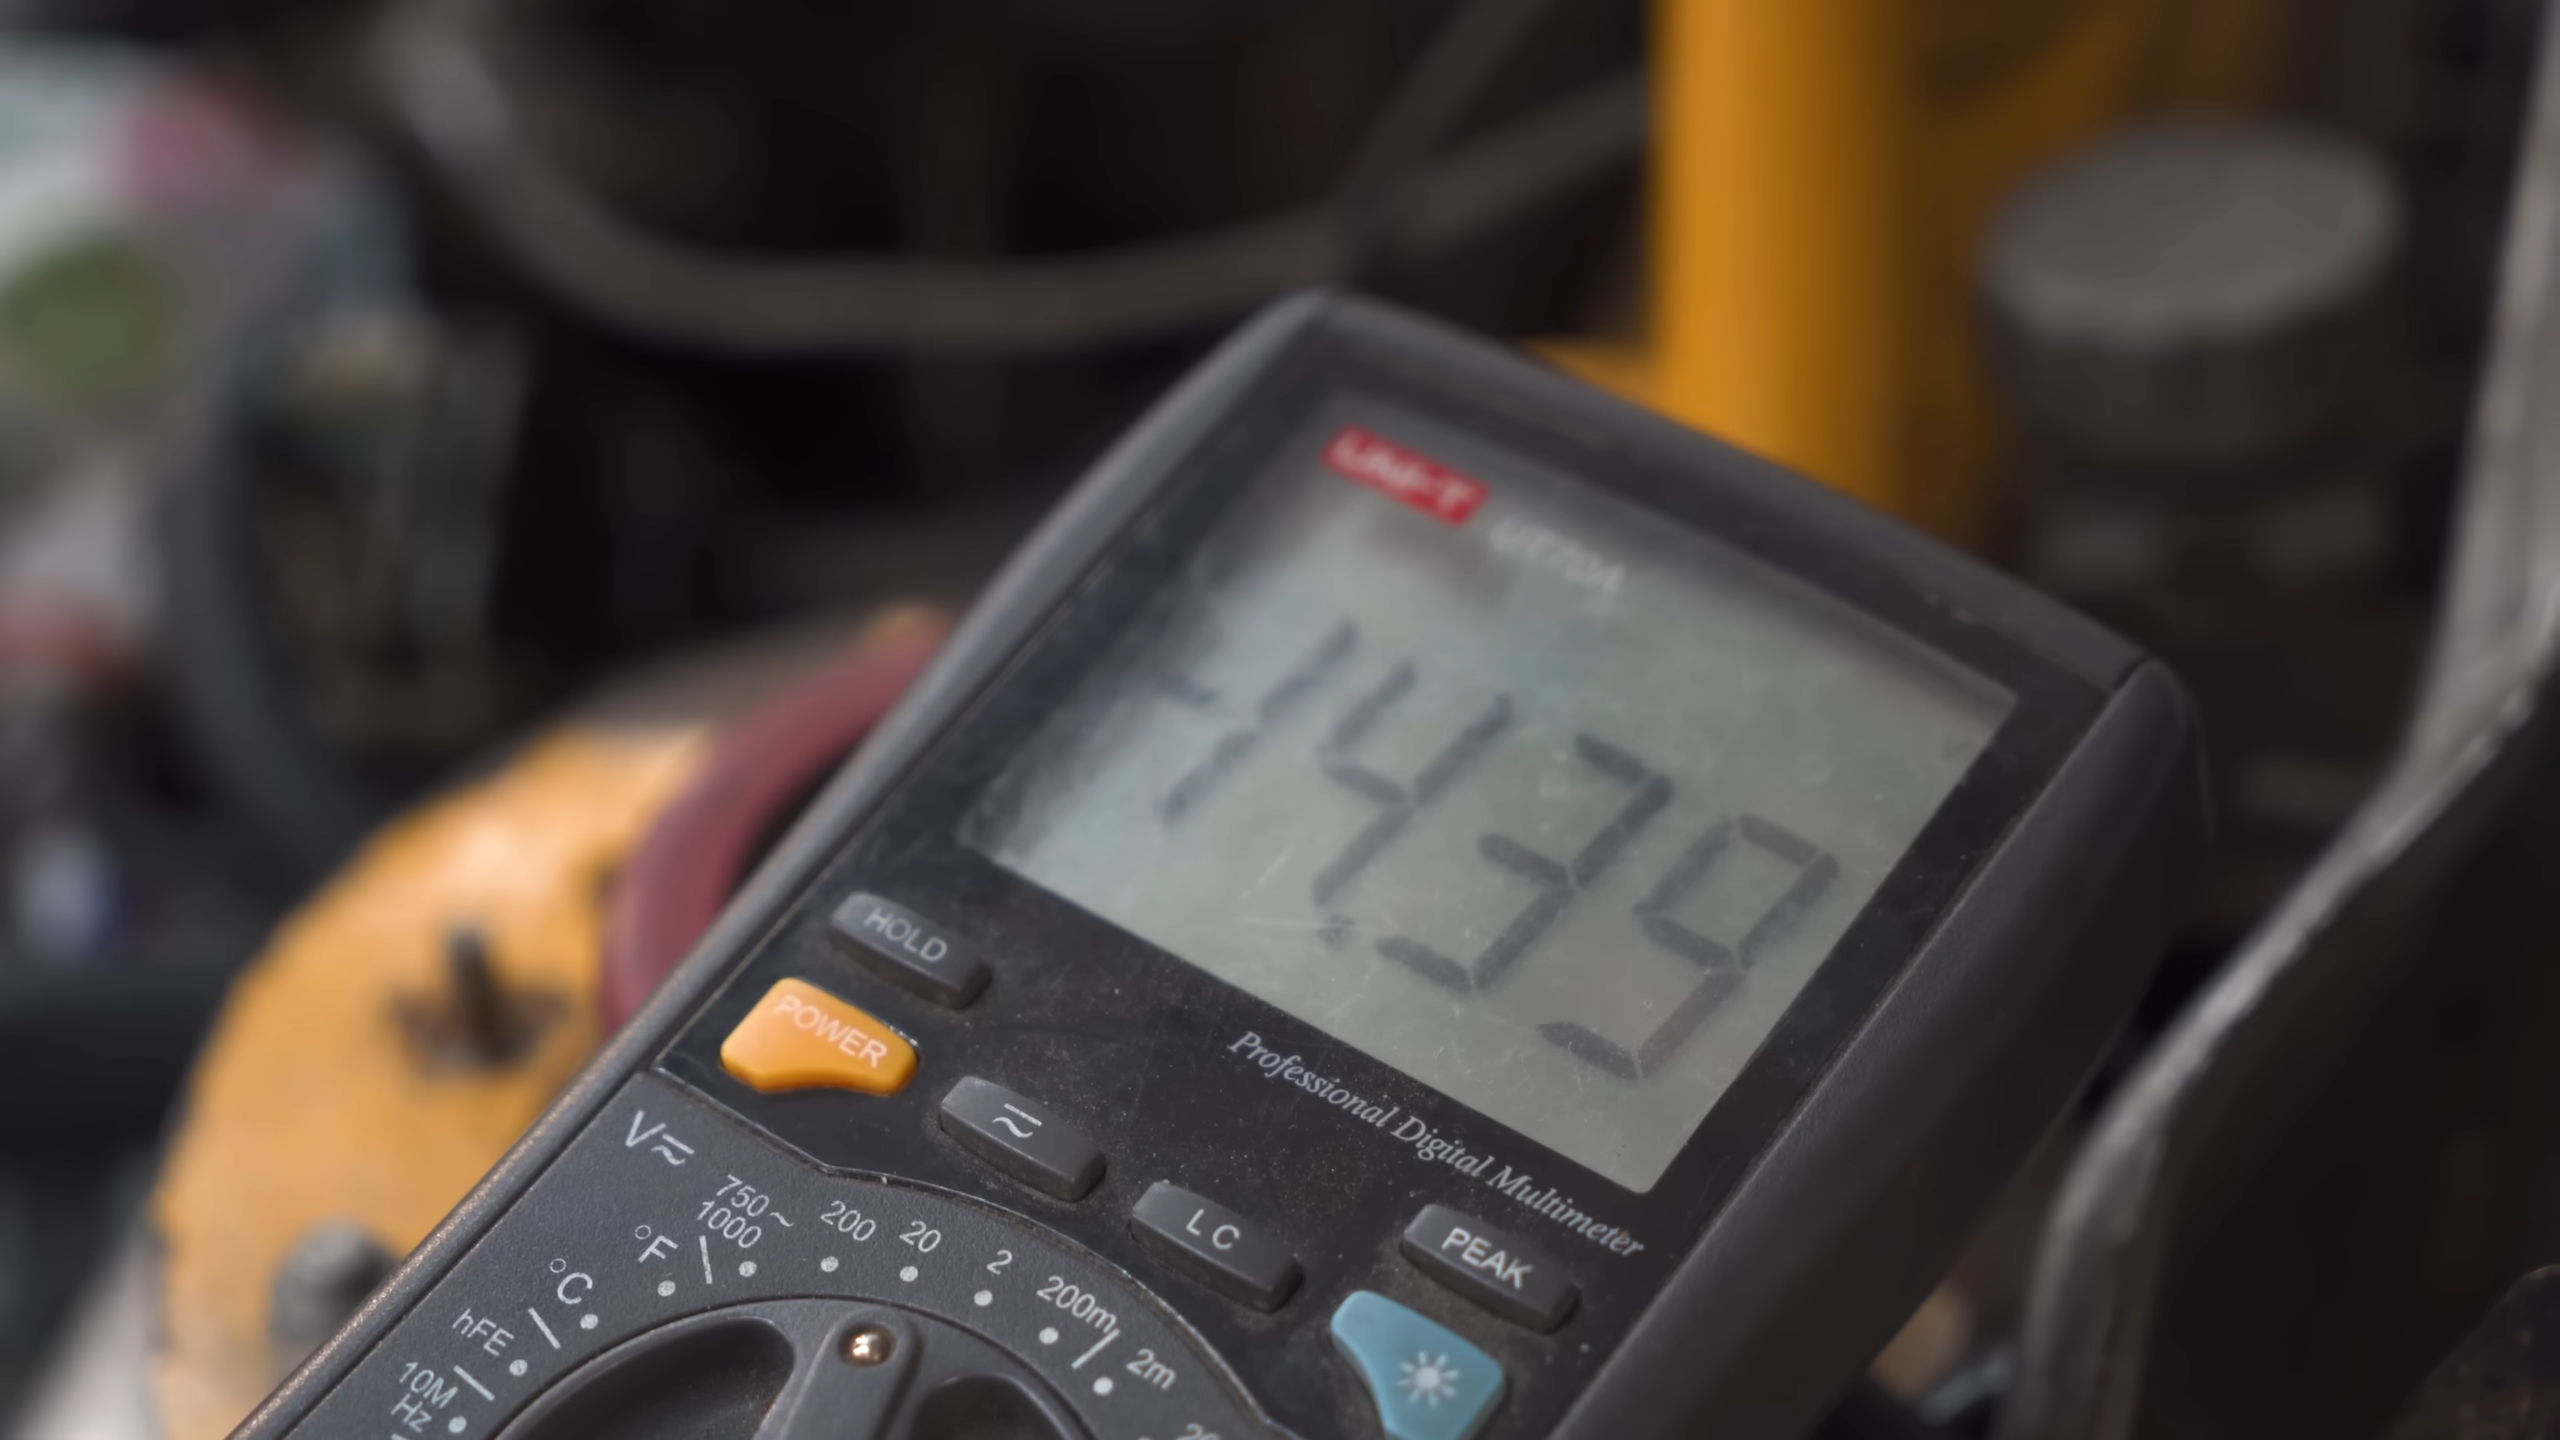 UNI-T UT70A
-14.39
HOLD
POWER
Professional Digital Multimeter
LC
PEAK
V
750~
1000
200
20
2
200m
2m
°F
°C
hFE
10M
Hz